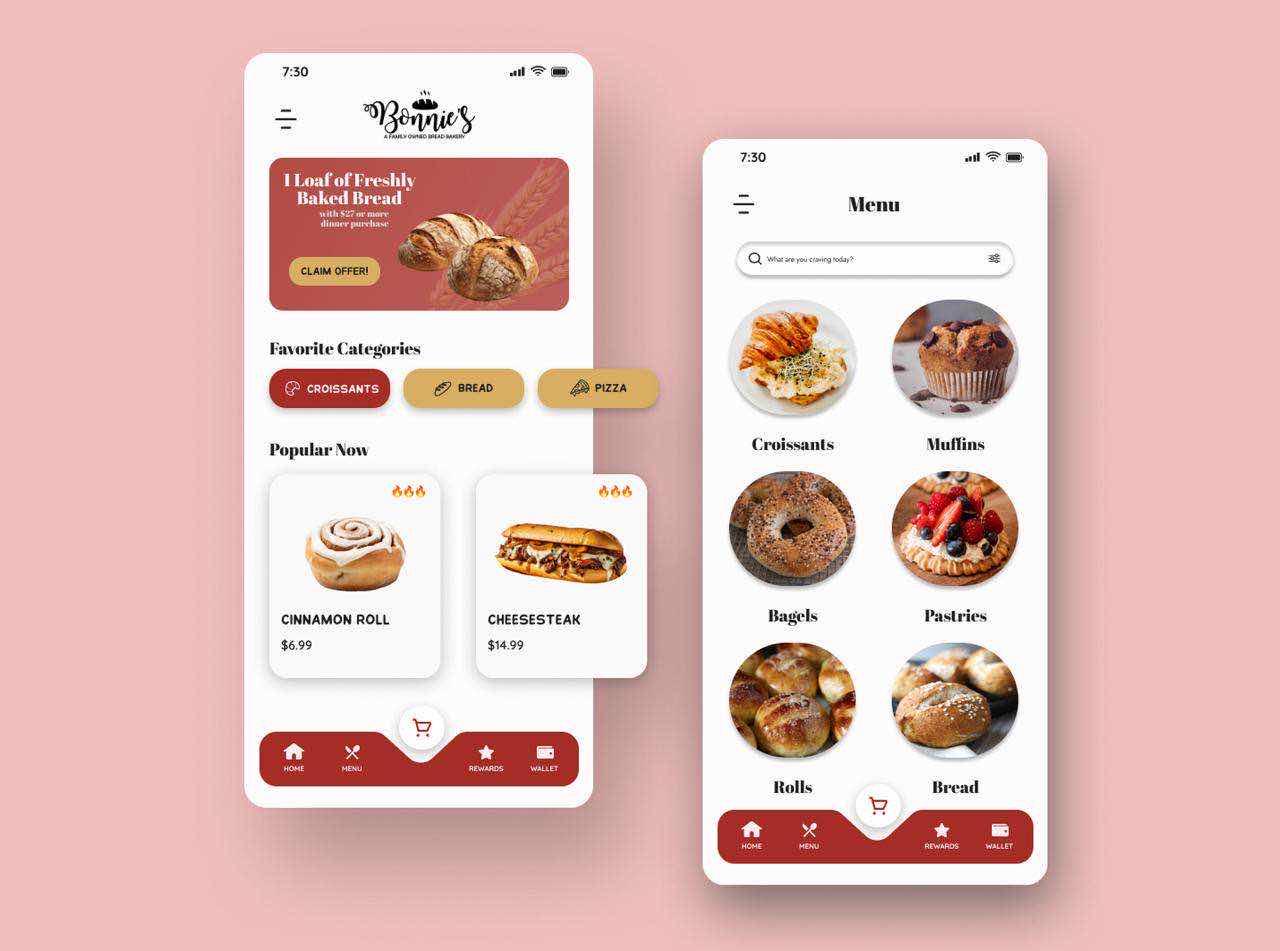 7:30
Bonnie's
A FAMILY OWNED BREAD BAKERY
1 Loaf of Freshly
Baked Bread
with $27 or more
dinner purchase
CLAIM OFFER!
Favorite Categories
CROISSANTS
BREAD
PIZZA
Popular Now
CINNAMON ROLL
$6.99
CHEESESTEAK
$14.99
HOME
MENU
REWARDS
WALLET
7:30
Menu
What are you craving today?
Croissants
Muffins
Bagels
Pastries
Rolls
Bread
HOME
MENU
REWARDS
WALLET